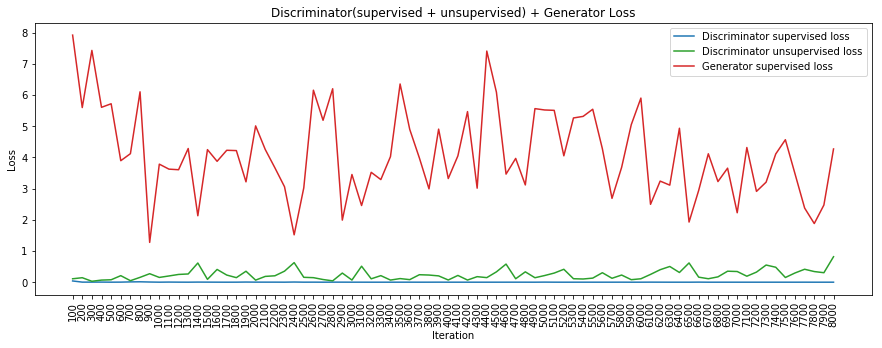 Discriminator(supervised + unsupervised) + Generator Loss
8
7
6
5
4
3
2
1
0
Loss
Discriminator supervised loss
Discriminator unsupervised loss
Generator supervised loss
100 200 300 400 500 600 700 800 900 1000 1100 1200 1300 1400 1500 1600 1700 1800 1900 2000 2100 2200 2300 2400 2500 2600 2700 2800 2900 3000 3100 3200 3300 3400 3500 3600 3700 3800 3900 4000 4100 4200 4300 4400 4500 4600 4700 4800 4900 5000 5100 5200 5300 5400 5500 5600 5700 5800 5900 6000 6100 6200 6300 6400 6500 6600 6700 6800 6900 7000 7100 7200 7300 7400 7500 7600 7700 7800 7900 8000
Iteration